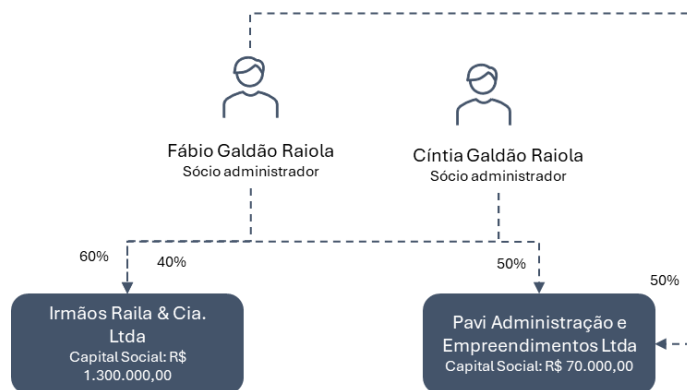 Fábio Galdão Raiola
Sócio administrador
Cíntia Galdão Raiola
Sócio administrador
60%
40%
50%
50%
Irmãos Raila & Cia.
Ltda
Capital Social: R$
1.300.000,00
Pavi Administração e
Empreendimentos Ltda
Capital Social: R$ 70.000,00